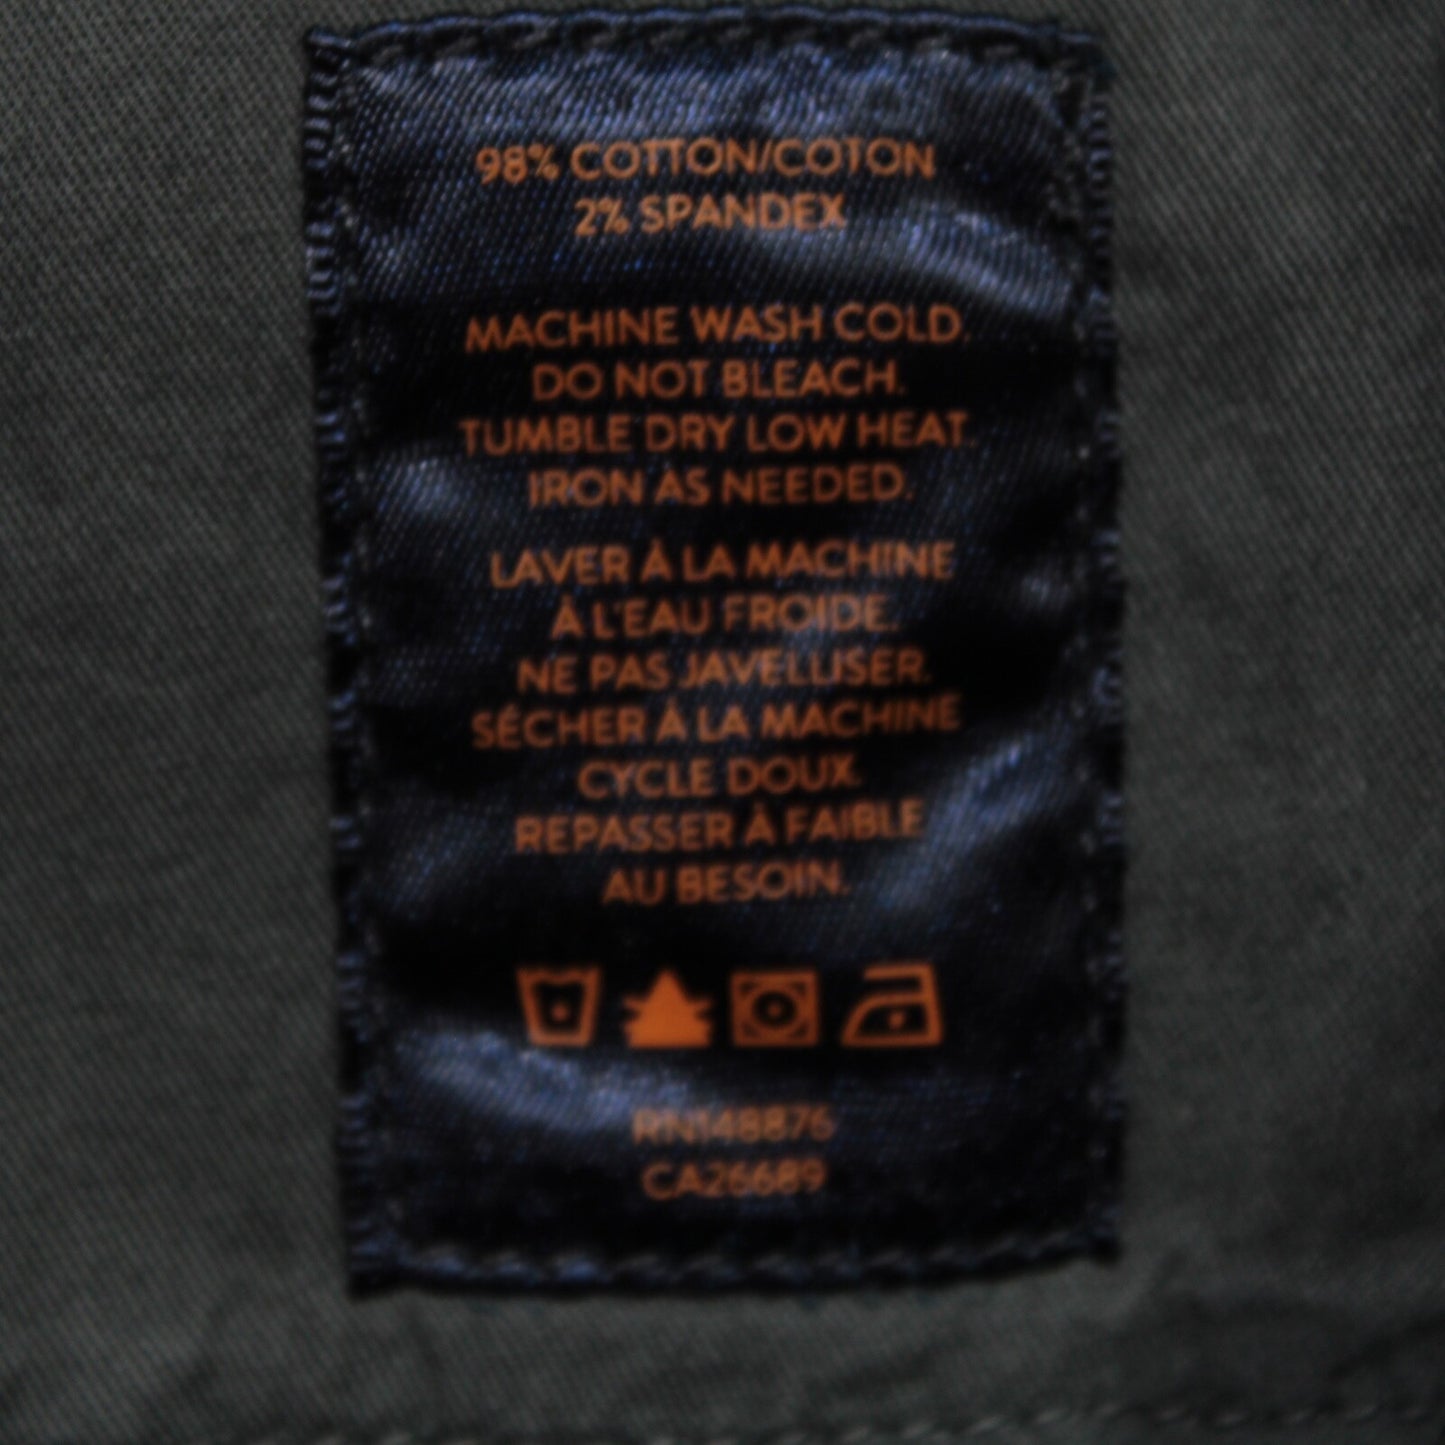 98% COTTON/COTON
2% SPANDEX
MACHINE WASH COLD.
DO NOT BLEACH.
TUMBLE DRY LOW HEAT.
IRON AS NEEDED.
LAVER À LA MACHINE
À L'EAU FROIDE.
NE PAS JAVELLISER.
SÉCHER À LA MACHINE
CYCLE DOUX.
REPASSER À FAIBLE
AU BESOIN.
RN148876
CA26689